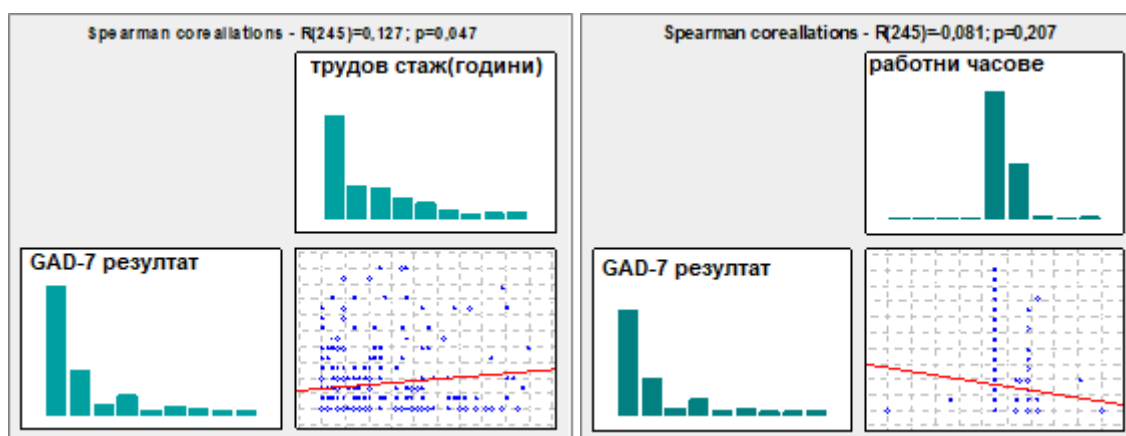 Spearman coreallations - R(245)=0,127; p=0,047
трудов стаж(години)
GAD-7 резултат
Spearman coreallations - R(245)=-0,081; p=0,207
работни часове
GAD-7 резултат